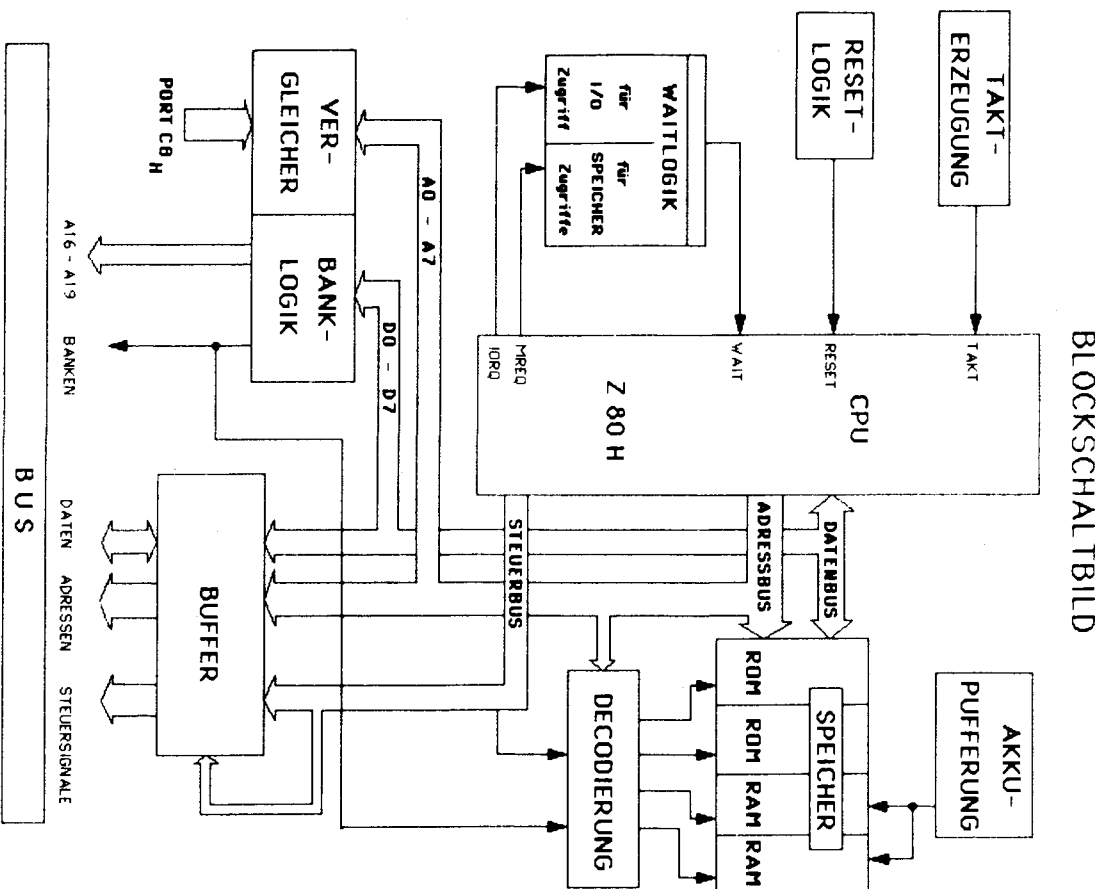 BLOCKSCHALTBILD
TAKT-
ERZEUGUNG
RESET-
LOGIK
WAITLOGIK
für
I/O
Zugriff
für
SPEICHER
Zugriffe
TAKT
RESET
WAIT
MREQ
IORQ
CPU
Z 80 H
AKKU-
PUFFERUNG
SPEICHER
ROM
ROM
RAM
RAM
DATENBUS
ADRESSBUS
STEUERBUS
DECODIERUNG
VER-
GLEICHER
BANK-
LOGIK
A0 - A7
D0 - D7
PORT C8 H
BUFFER
A16 - A19
BANKEN
DATEN
ADRESSEN
STEUERSIGNALE
BUS